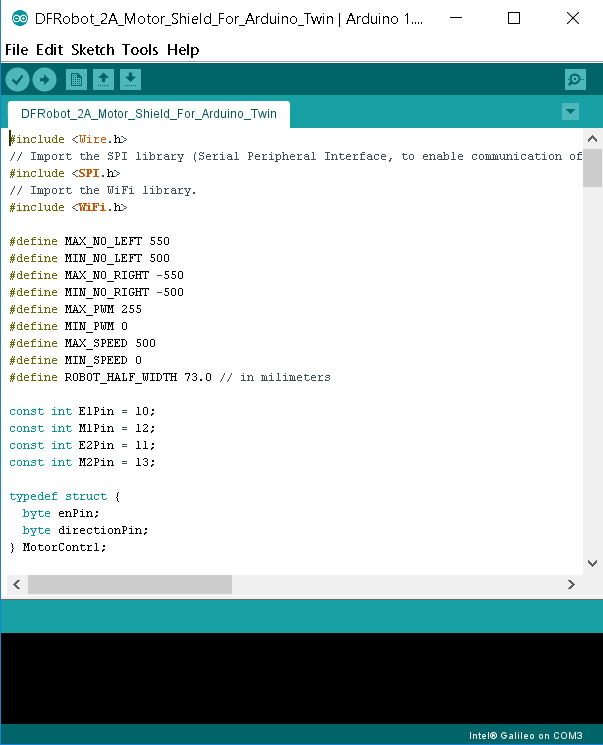 DFRobot_2A_Motor_Shield_For_Arduino_Twin | Arduino 1....
File Edit Sketch Tools Help
DFRobot_2A_Motor_Shield_For_Arduino_Twin
#include <Wire.h>
// Import the SPI library (Serial Peripheral Interface, to enable communication of
#include <SPI.h>
// Import the WiFi library.
#include <WiFi.h>
#define MAX_NO_LEFT 550
#define MIN_NO_LEFT 500
#define MAX_NO_RIGHT -550
#define MIN_NO_RIGHT -500
#define MAX_PWM 255
#define MIN_PWM 0
#define MAX_SPEED 500
#define MIN_SPEED 0
#define ROBOT_HALF_WIDTH 73.0 // in milimeters
const int E1Pin = 10;
const int M1Pin = 12;
const int E2Pin = 11;
const int M2Pin = 13;
typedef struct {
byte enPin;
byte directionPin;
} MotorContrl;
Intel® Galileo on COM3